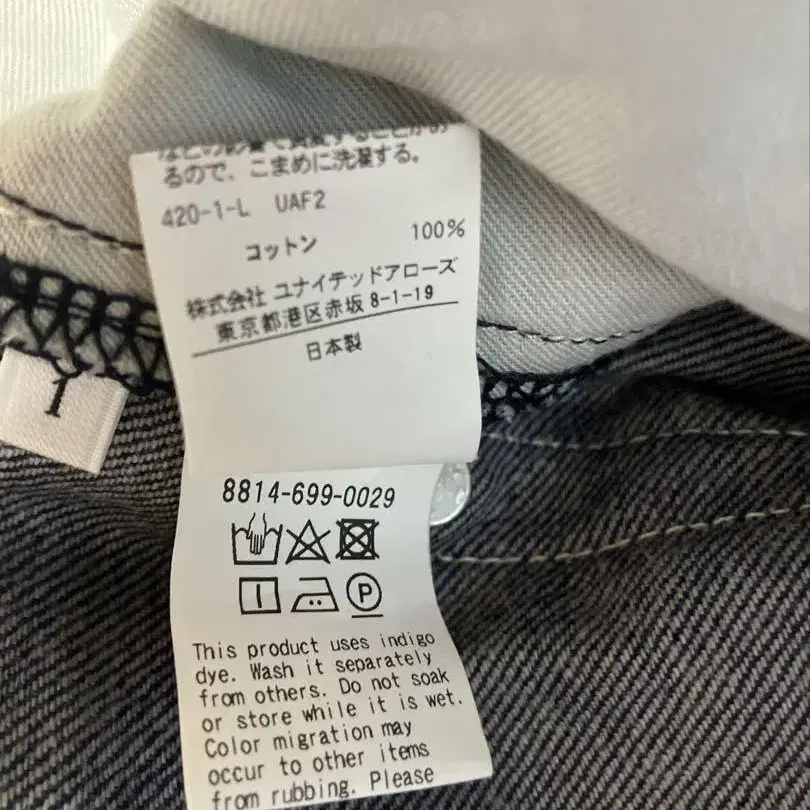 るので、こまめに洗濯する。
420-1-L UAF2
コットン 100%
株式会社 ユナイテッドアローズ
東京都港区赤坂 8-1-19
日本製
1
8814-699-0029
P
This product uses indigo
dye. Wash it separately
from others. Do not soak
or store while it is wet.
Color migration may
occur to other items
from rubbing. Please